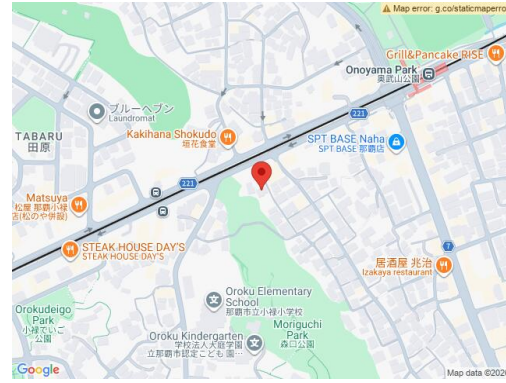 Map error: g.co/staticmaperro
Grill&Pancake RISE
Onoyama Park
奥武山公園
ブルーヘブン
Laundromat
TABARU
田原
Kakihana Shokudo
垣花食堂
221
SPT BASE Naha
SPT BASE 那覇店
221
Matsuya
松屋 那覇小禄
店(松のや併設)
STEAK HOUSE DAY'S
STEAK HOUSE DAY'S
7
居酒屋 兆治
Izakaya restaurant
Oroku Elementary
School
那覇市立小禄小学校
Orokudeigo
Park
小禄でいご
公園
Moriguchi
Park
森口公園
Oroku Kindergarten
学校法人大庭学園
立那覇市認定こども 園…
Google
Map data ©2026